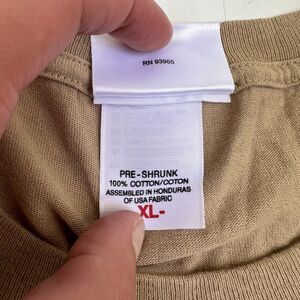 RN 93965
PRE-SHRUNK
100% COTTON/COTON
ASSEMBLED IN HONDURAS
OF USA FABRIC
XL-